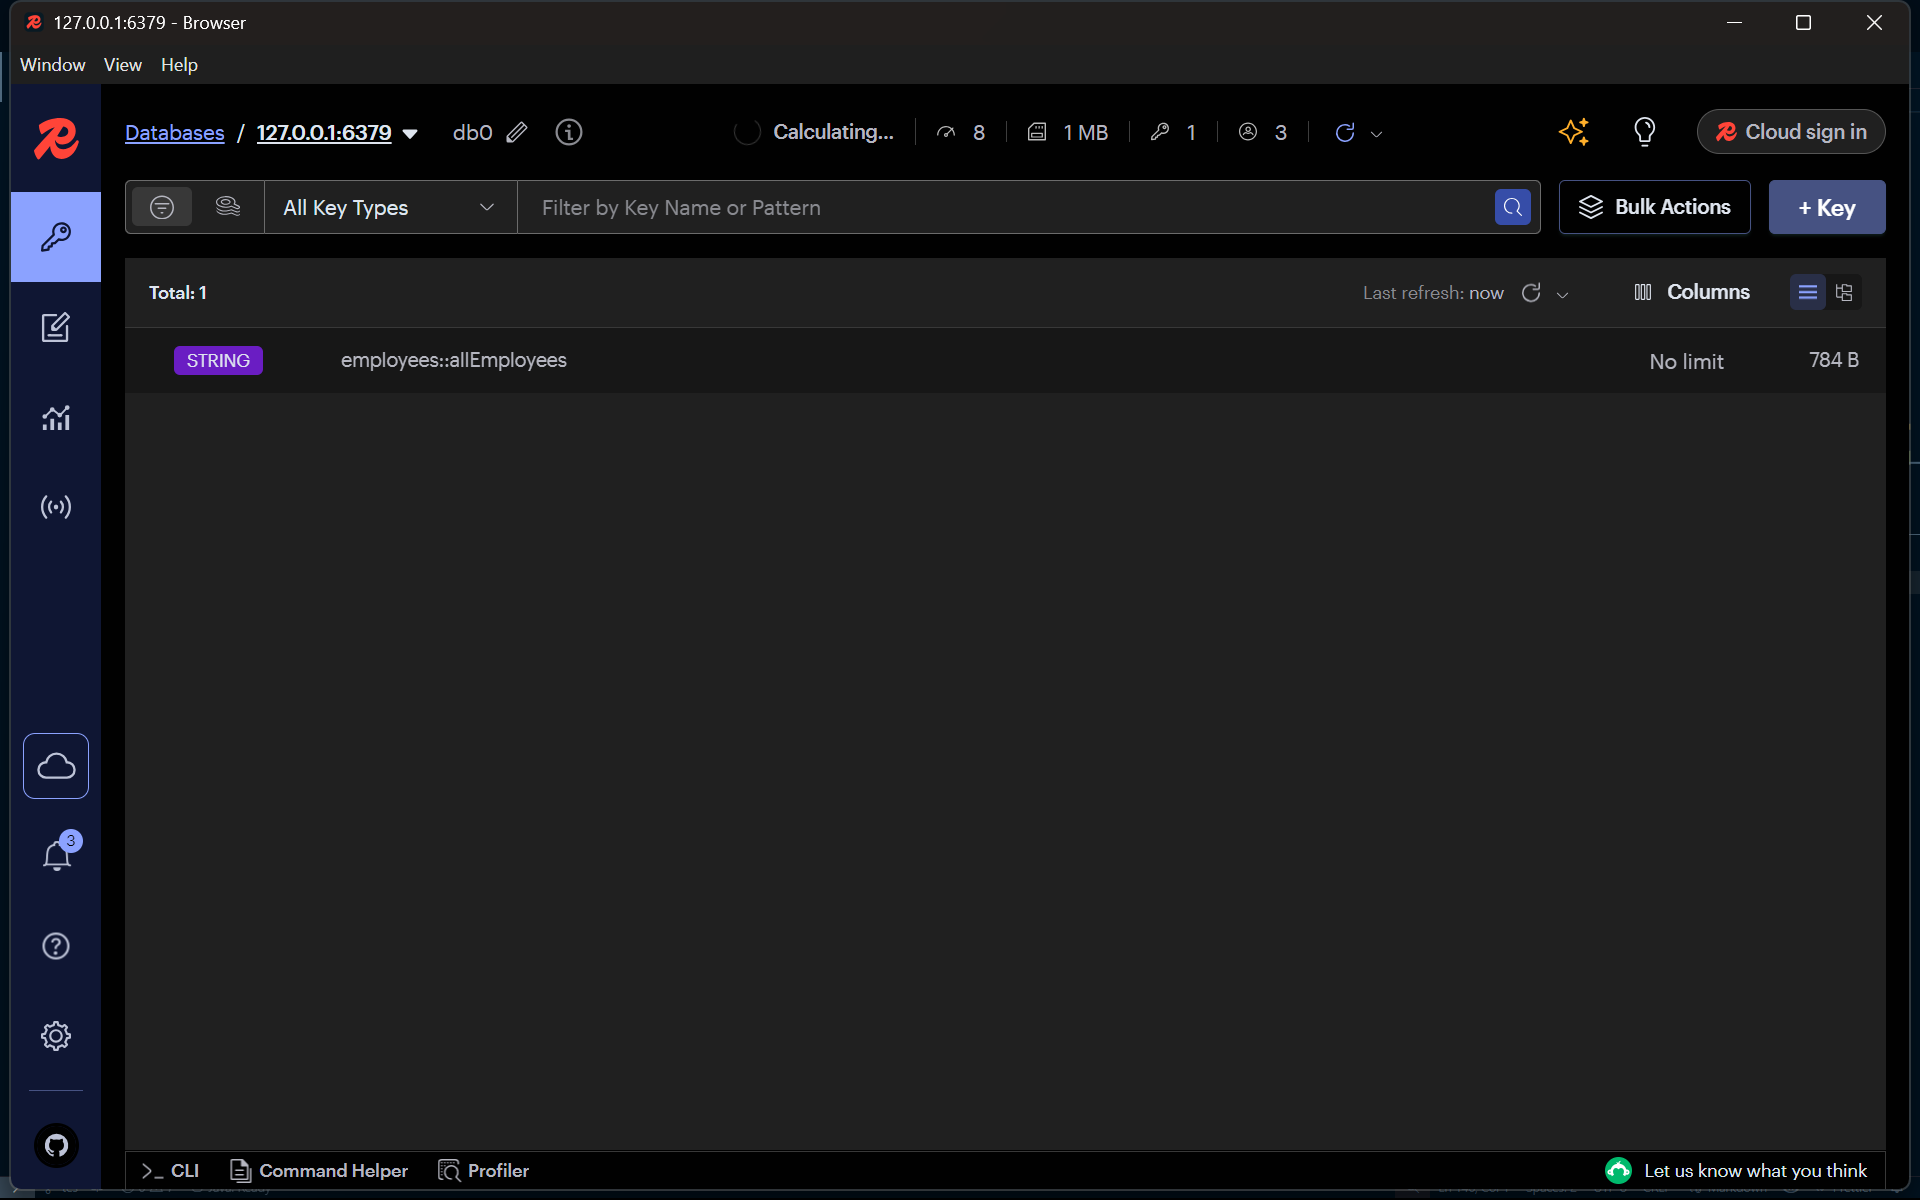 127.0.0.1:6379 - Browser
Window View Help
Databases / 127.0.0.1:6379 db0 Calculating... 8 1 MB 1 3 Cloud sign in
All Key Types Filter by Key Name or Pattern Bulk Actions + Key
Total: 1 Last refresh: now Columns
STRING employees::allEmployees No limit 784 B
3
>_ CLI Command Helper Profiler Let us know what you think